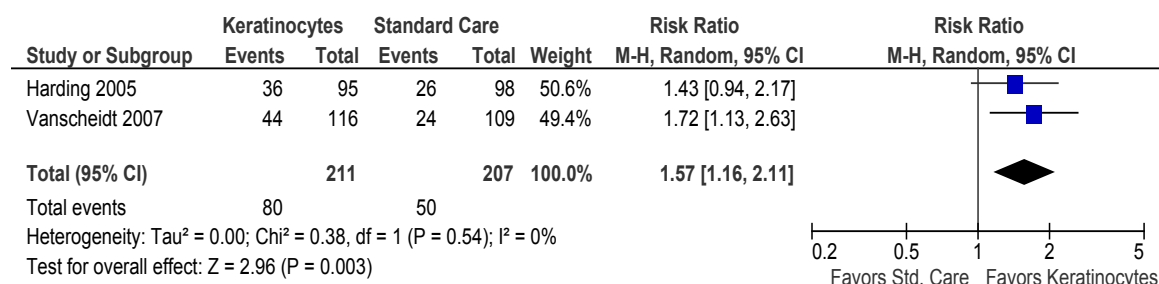 Keratinocytes Standard Care Risk Ratio Risk Ratio
Study or Subgroup Events Total Events Total Weight M-H, Random, 95% CI M-H, Random, 95% CI
Harding 2005 36 95 26 98 50.6% 1.43 [0.94, 2.17]
Vanscheidt 2007 44 116 24 109 49.4% 1.72 [1.13, 2.63]
Total (95% CI) 211 207 100.0% 1.57 [1.16, 2.11]
Total events 80 50
Heterogeneity: Tau² = 0.00; Chi² = 0.38, df = 1 (P = 0.54); I² = 0%
Test for overall effect: Z = 2.96 (P = 0.003)
0.2 0.5 1 2 5
Favors Std. Care Favors Keratinocytes